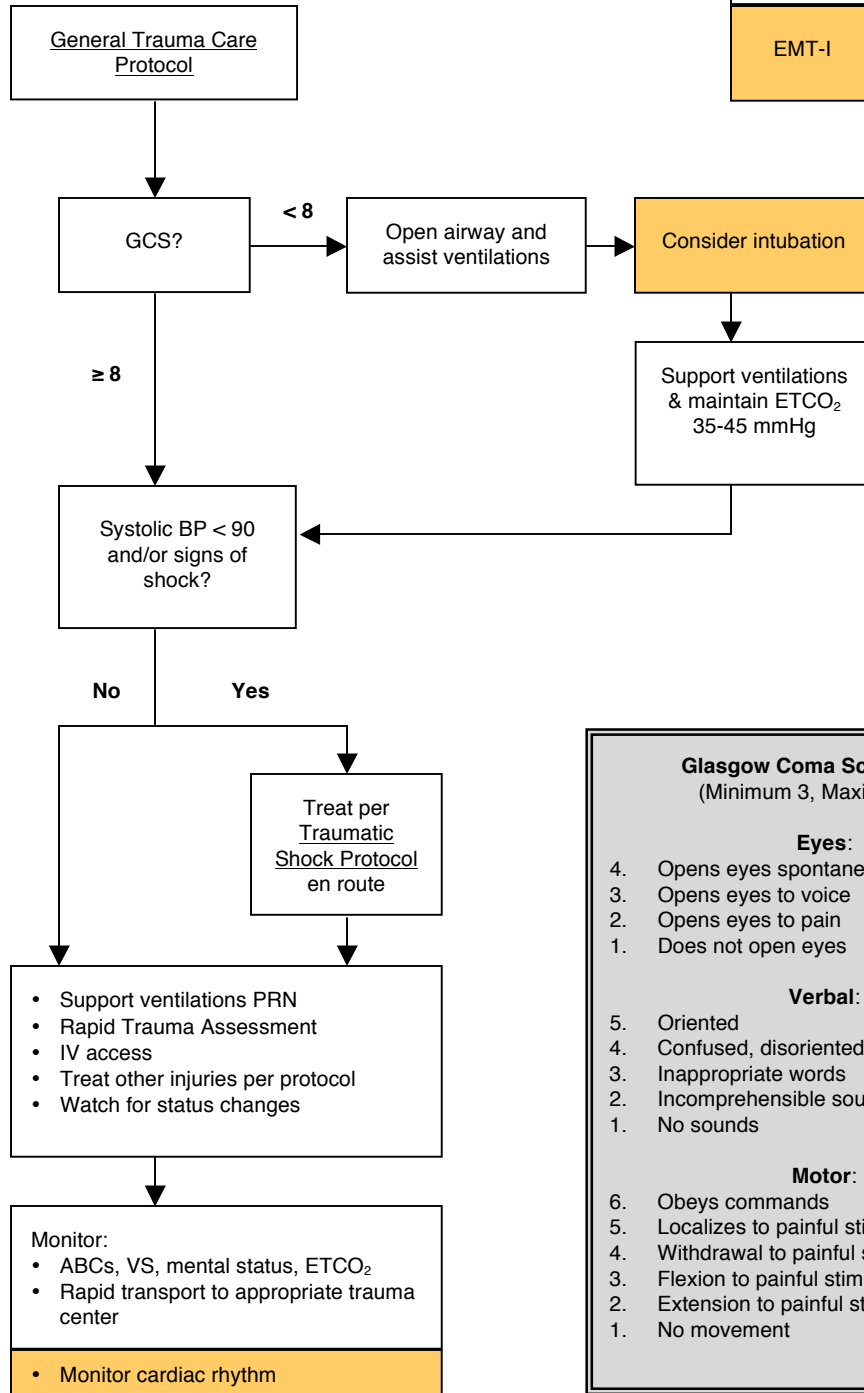 General Trauma Care
Protocol
EMT-I
GCS?
< 8
Open airway and
assist ventilations
Consider intubation
≥ 8
Support ventilations
& maintain ETCO₂
35-45 mmHg
Systolic BP < 90
and/or signs of
shock?
No
Yes
Treat per
Traumatic
Shock Protocol
en route
• Support ventilations PRN
• Rapid Trauma Assessment
• IV access
• Treat other injuries per protocol
• Watch for status changes
Monitor:
• ABCs, VS, mental status, ETCO₂
• Rapid transport to appropriate trauma
center
• Monitor cardiac rhythm
Glasgow Coma Sc
(Minimum 3, Maxi
Eyes:
4. Opens eyes spontane
3. Opens eyes to voice
2. Opens eyes to pain
1. Does not open eyes
Verbal:
5. Oriented
4. Confused, disoriented
3. Inappropriate words
2. Incomprehensible sou
1. No sounds
Motor:
6. Obeys commands
5. Localizes to painful sti
4. Withdrawal to painful s
3. Flexion to painful stim
2. Extension to painful st
1. No movement